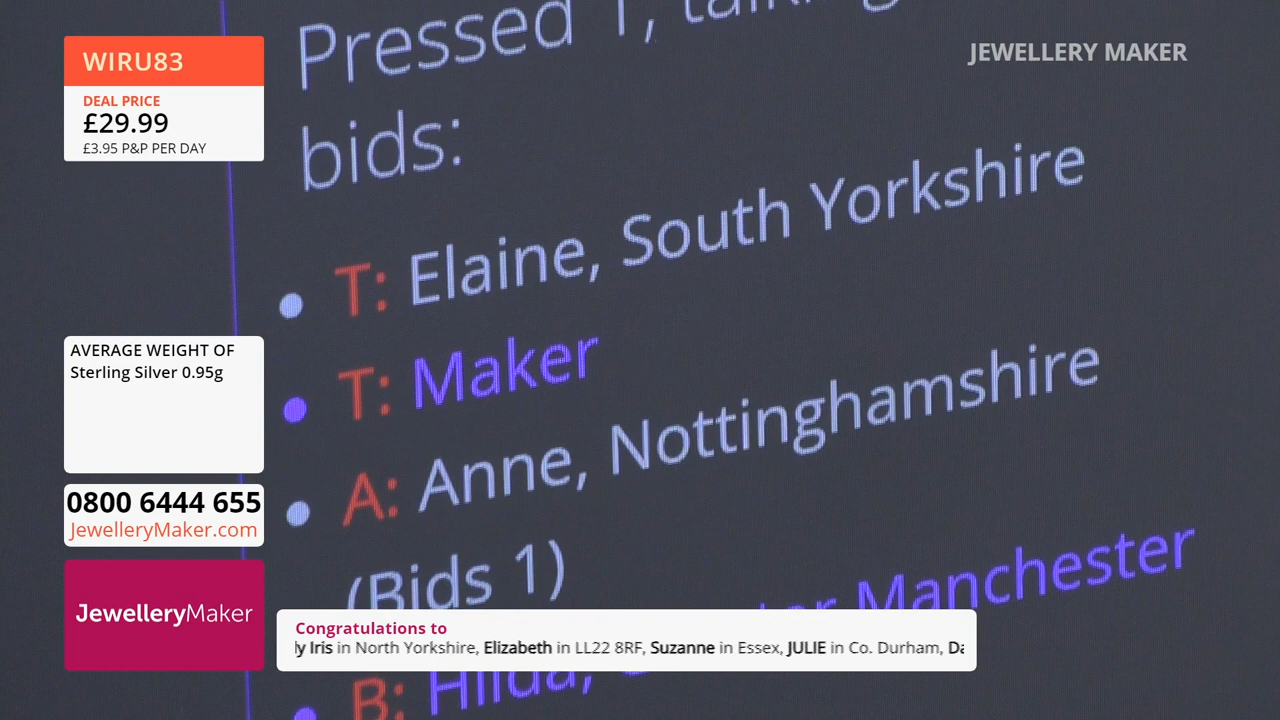 WIRU83
DEAL PRICE
£29.99
£3.95 P&P PER DAY
JEWELLERY MAKER
Pressed 1,
bids:
• T: Elaine, South Yorkshire
• T: Maker
• A: Anne, Nottinghamshire
(Bids 1)
Manchester
• B: Hilda,
AVERAGE WEIGHT OF
Sterling Silver 0.95g
0800 6444 655
JewelleryMaker.com
JewelleryMaker
Congratulations to
Iris in North Yorkshire, Elizabeth in LL22 8RF, Suzanne in Essex, JULIE in Co. Durham,